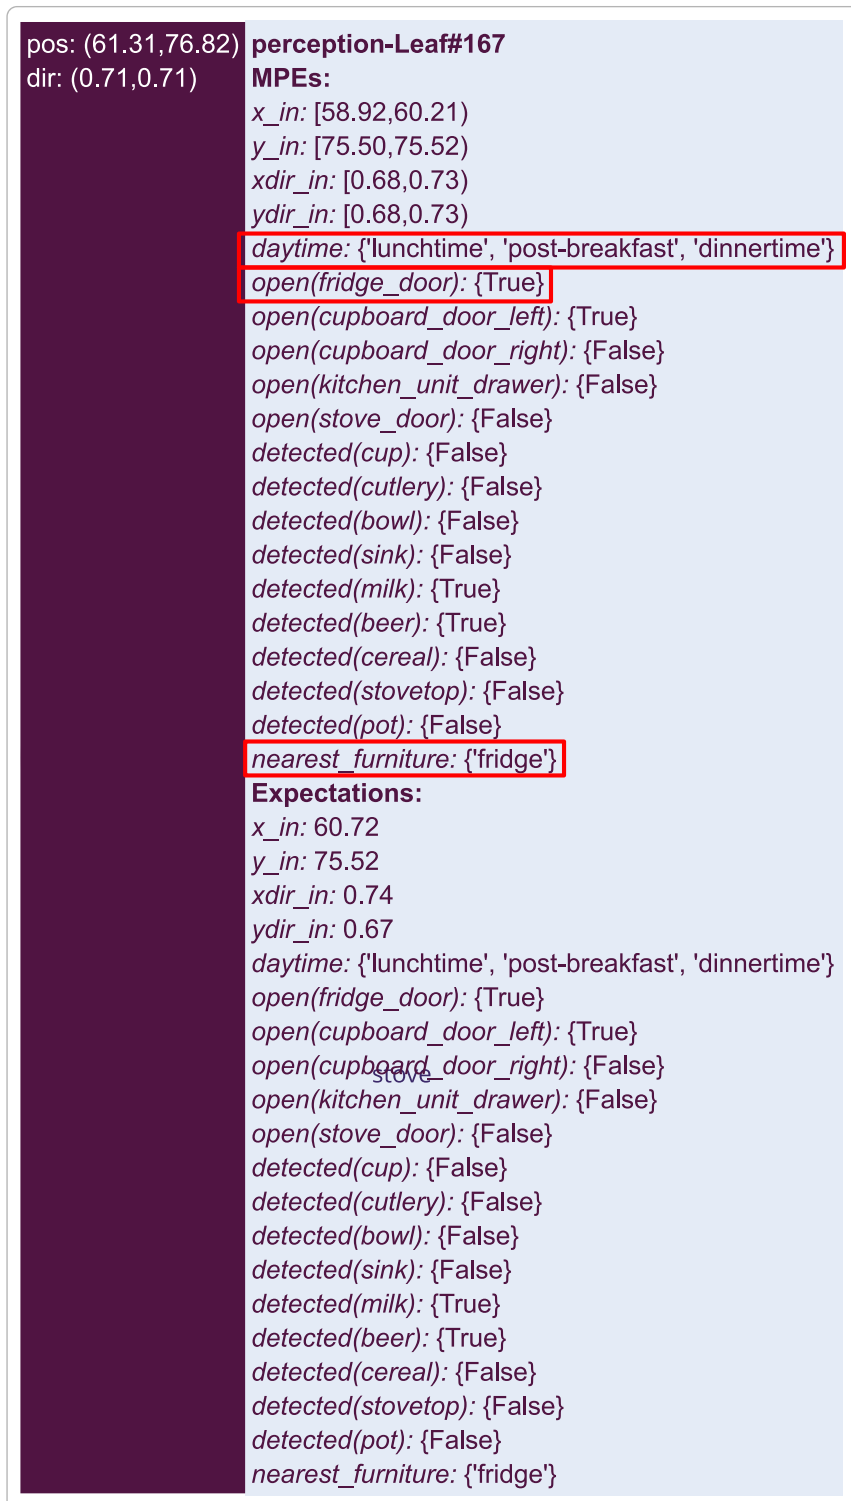 pos: (61.31,76.82)
dir: (0.71,0.71)
perception-Leaf#167
MPEs:
x_in: [58.92,60.21)
y_in: [75.50,75.52)
xdir_in: [0.68,0.73)
ydir_in: [0.68,0.73)
daytime: {'lunchtime', 'post-breakfast', 'dinnertime'}
open(fridge_door): {True}
open(cupboard_door_left): {True}
open(cupboard_door_right): {False}
open(kitchen_unit_drawer): {False}
open(stove_door): {False}
detected(cup): {False}
detected(cutlery): {False}
detected(bowl): {False}
detected(sink): {False}
detected(milk): {True}
detected(beer): {True}
detected(cereal): {False}
detected(stovetop): {False}
detected(pot): {False}
nearest_furniture: {'fridge'}
Expectations:
x_in: 60.72
y_in: 75.52
xdir_in: 0.74
ydir_in: 0.67
daytime: {'lunchtime', 'post-breakfast', 'dinnertime'}
open(fridge_door): {True}
open(cupboard_door_left): {True}
open(cupboard_door_right): {False}
stove
open(kitchen_unit_drawer): {False}
open(stove_door): {False}
detected(cup): {False}
detected(cutlery): {False}
detected(bowl): {False}
detected(sink): {False}
detected(milk): {True}
detected(beer): {True}
detected(cereal): {False}
detected(stovetop): {False}
detected(pot): {False}
nearest_furniture: {'fridge'}